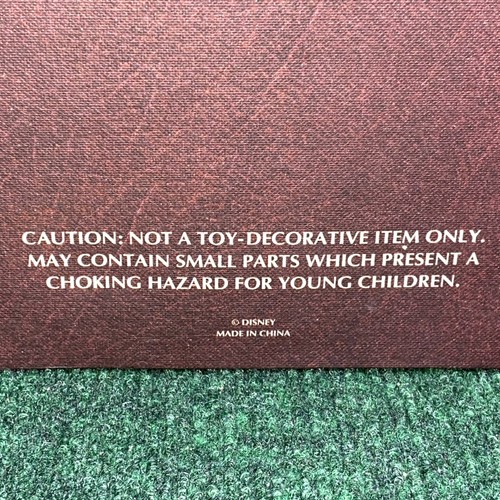 CAUTION: NOT A TOY-DECORATIVE ITEM ONLY.
MAY CONTAIN SMALL PARTS WHICH PRESENT A
CHOKING HAZARD FOR YOUNG CHILDREN.
© DISNEY
MADE IN CHINA